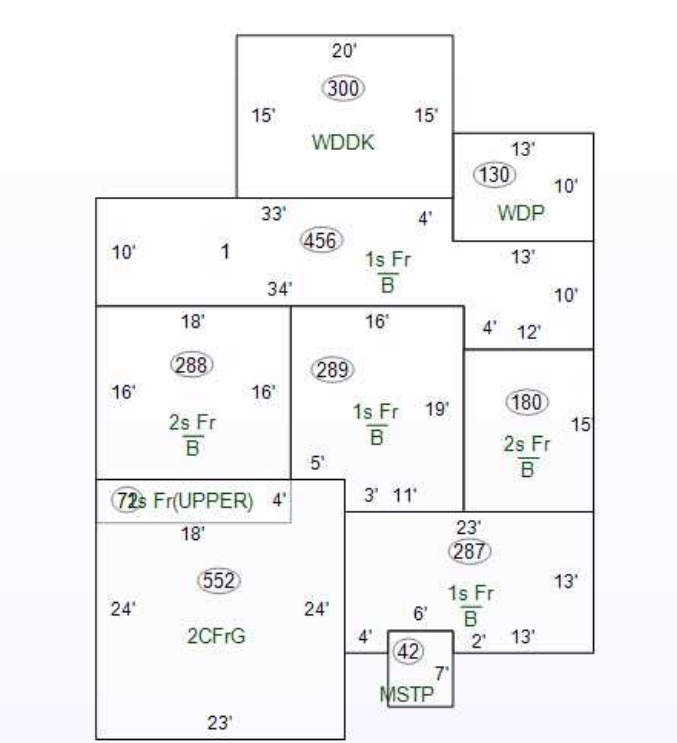 20'
300
15' 15'
WDDK
13'
130
10'
WDP
33' 4'
456
10' 1
1s Fr
B
13'
34'
10'
4' 12'
18' 16'
288 289
16' 16'
2s Fr
B
1s Fr
B
19'
180
15'
2s Fr
B
5'
72 1s Fr(UPPER) 4'
3' 11'
18'
23'
287
552
13'
24' 24'
1s Fr
B
6'
2CFrG
4' 2' 13'
42
7'
MSTP
23'